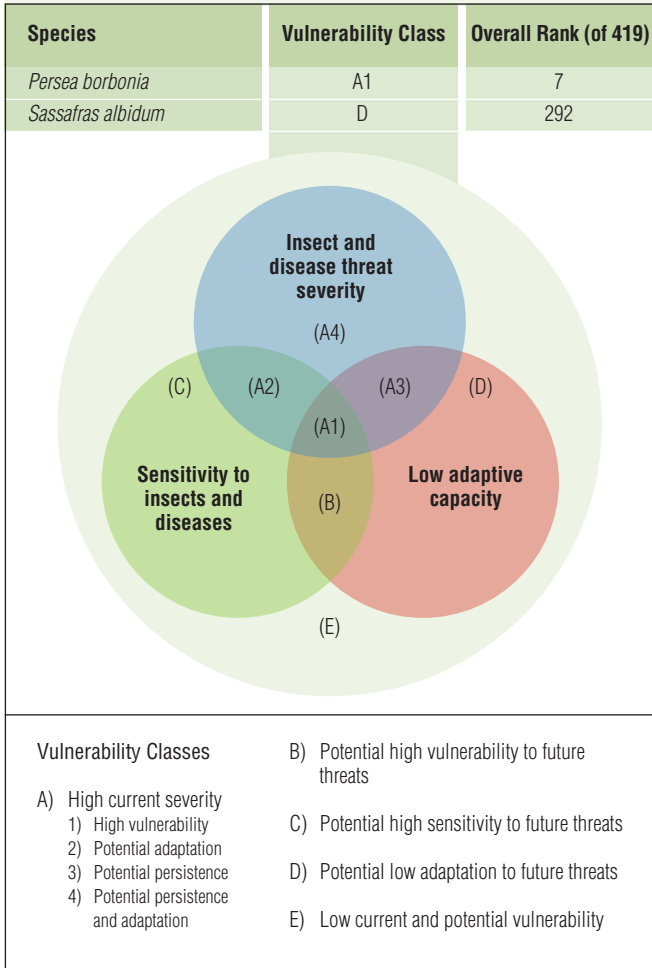 Species Vulnerability Class Overall Rank (of 419)
Persea borbonia A1 7
Sassafras albidum D 292
Insect and
disease threat
severity
(A4)
(C) (A2) (A3) (D)
(A1)
Sensitivity to
insects and
diseases
Low adaptive
capacity
(B)
(E)
Vulnerability Classes
A) High current severity
1) High vulnerability
2) Potential adaptation
3) Potential persistence
4) Potential persistence
and adaptation
B) Potential high vulnerability to future
threats
C) Potential high sensitivity to future threats
D) Potential low adaptation to future threats
E) Low current and potential vulnerability